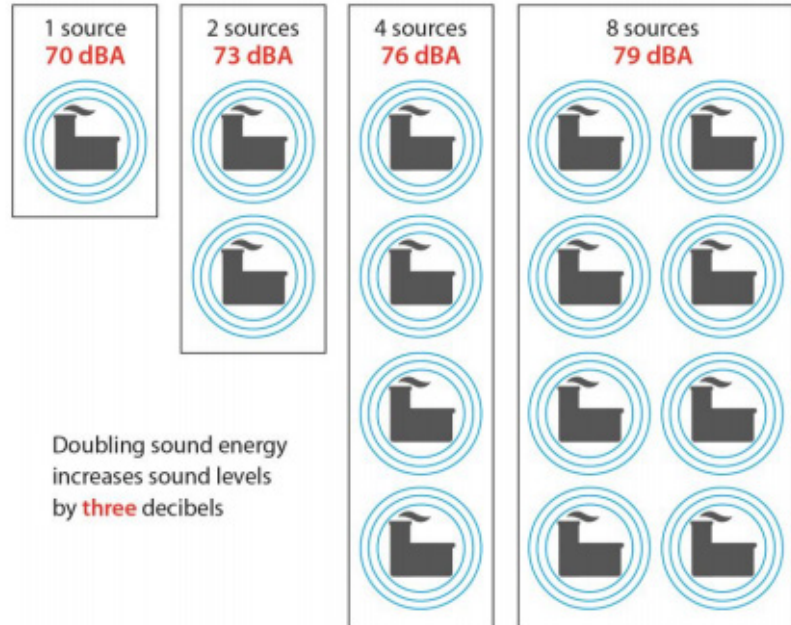 1 source
70 dBA
2 sources
73 dBA
4 sources
76 dBA
8 sources
79 dBA
Doubling sound energy
increases sound levels
by three decibels